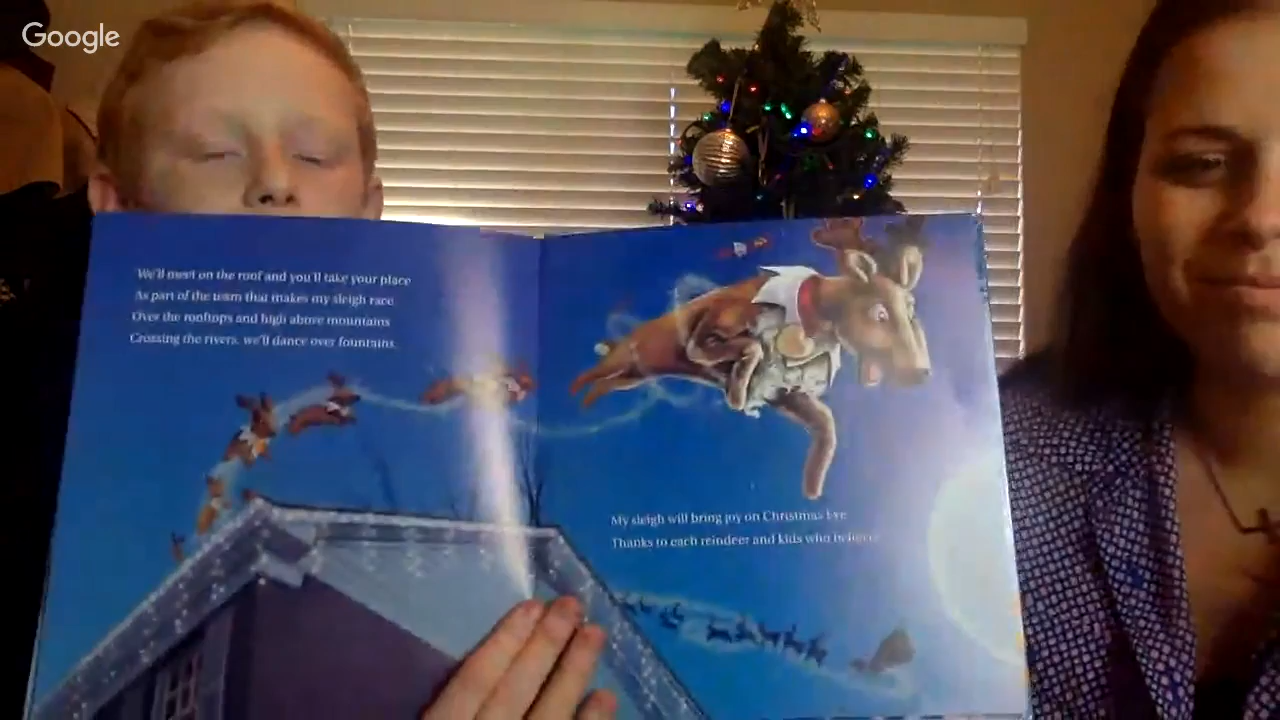 Google
We'll meet on the roof and you'll take your place
As part of the team that makes my sleigh race
Over the rooftops and high above mountains
Crossing the rivers, we'll dance over fountains.
My sleigh will bring joy on Christmas Eve
Thanks to each reindeer and kids who believe.